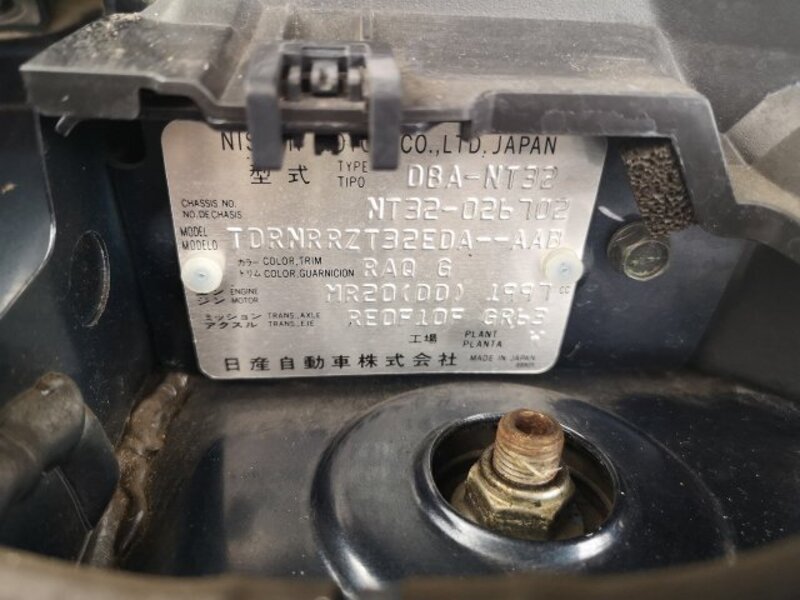 CO.,LTD. JAPAN
型式 TYPE TIPO DBA-NT32
CHASSIS NO. NO.DE CHASIS NT32-026702
MODEL MODELO TDRNRRZT32EDA--AAB
カラー COLOR,TRIM トリム COLOR,GUARNICION RAQ G
ENGINE ジン MOTOR MR20(DD) 1997 CC
ミッション TRANS.,AXLE アクスル TRANS.,EJE RE0F10F GR63
工場 PLANT PLANTA
日産自動車株式会社 MADE IN JAPAN